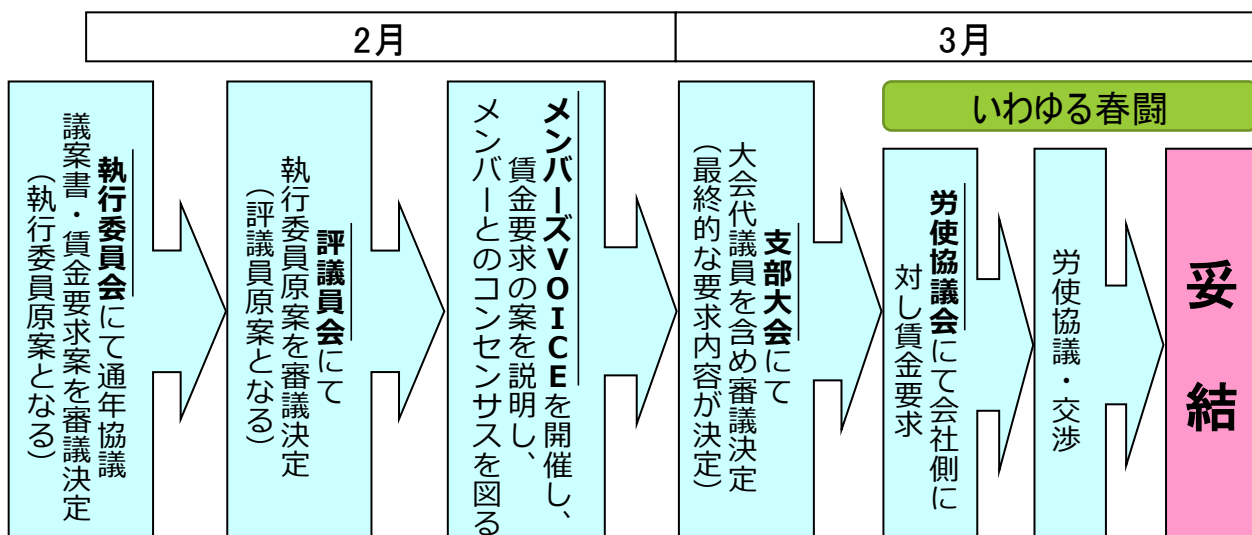 2月
3月
いわゆる春闘
執行委員会にて通年協議
議案書・賃金要求案を審議決定
（執行委員原案となる）
評議員会にて
執行委員原案を審議決定
（評議員原案となる）
メンバーズVOICEを開催し、
賃金要求の案を説明し、
メンバーとのコンセンサスを図る
支部大会にて
大会代議員を含め審議決定
（最終的な要求内容が決定）
労使協議会にて会社側に
対し賃金要求
労使協議・交渉
妥結